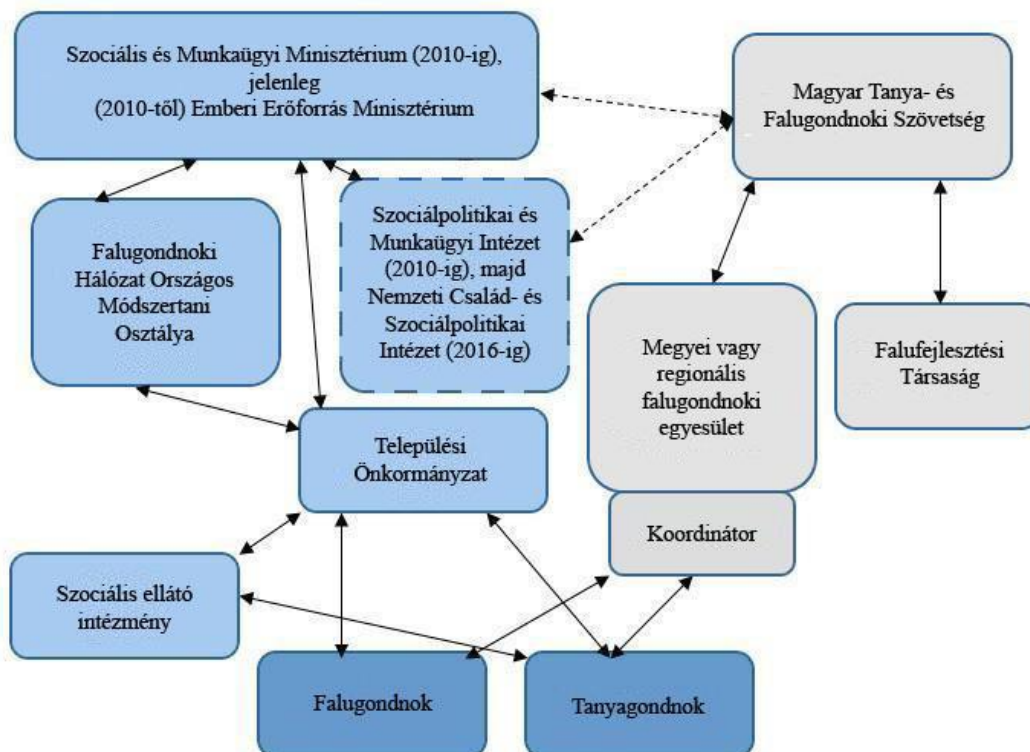 Szociális és Munkaügyi Minisztérium (2010-ig),
jelenleg
(2010-től) Emberi Erőforrás Minisztérium
Magyar Tanya- és
Falugondnoki Szövetség
Falugondnoki
Hálózat Országos
Módszertani
Osztálya
Szociálpolitikai és
Munkaügyi Intézet
(2010-ig), majd
Nemzeti Család- és
Szociálpolitikai
Intézet (2016-ig)
Megyei vagy
regionális
falugondnoki
egyesület
Falufejlesztési
Társaság
Települési
Önkormányzat
Koordinátor
Szociális ellátó
intézmény
Falugondnok
Tanyagondnok